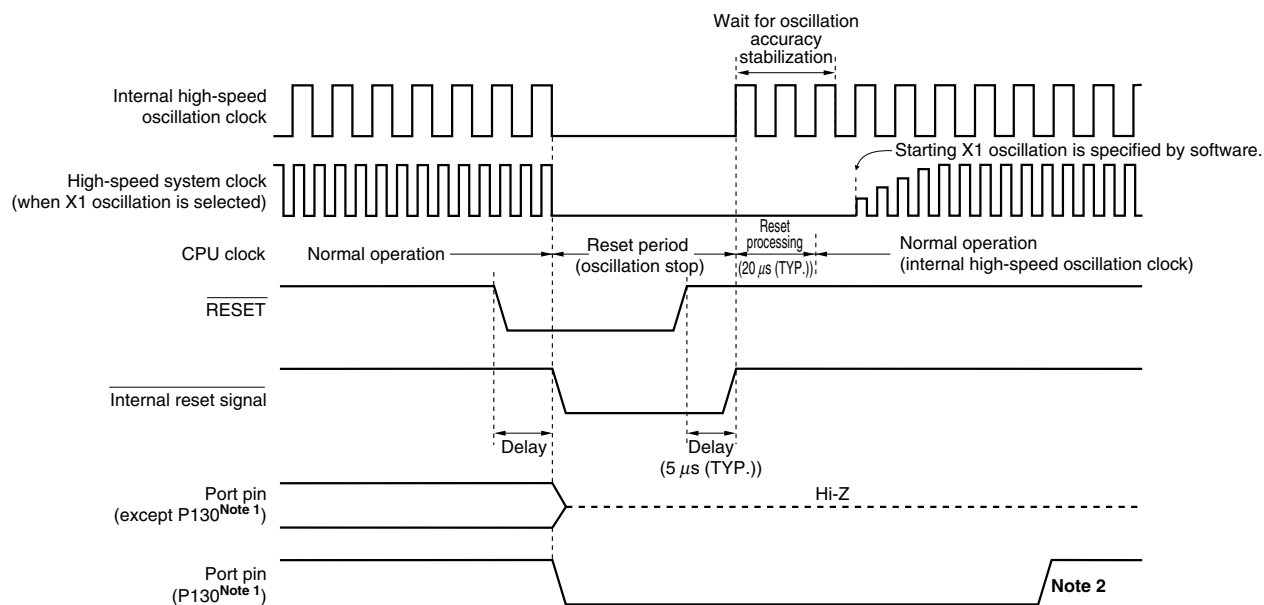 Wait for oscillation
accuracy
stabilization
Internal high-speed
oscillation clock
Starting X1 oscillation is specified by software.
High-speed system clock
(when X1 oscillation is selected)
CPU clock
Normal operation
Reset period
(oscillation stop)
Reset
processing
(20 μs (TYP.))
Normal operation
(internal high-speed oscillation clock)
RESET
Internal reset signal
Delay
Delay
(5 μs (TYP.))
Port pin
(except P130Note 1)
Hi-Z
Port pin
(P130Note 1)
Note 2